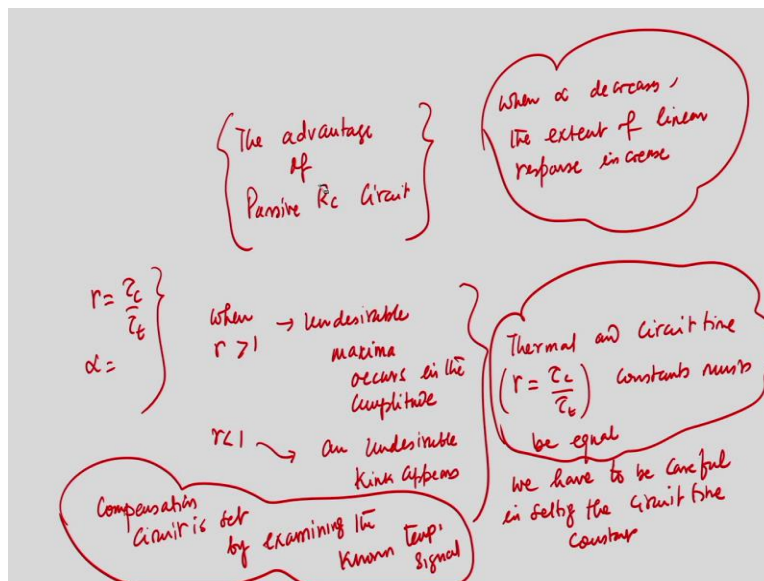 The advantage
of
Passive Rc Circuit
when α decreases,
the extent of linear
response increase
r = τc/τt
α =
when → Undesirable
r > 1 maxima
occurs in the
amplitude
r < 1 → an undesirable
Kink appears
Thermal and Circuit time
(r = τc/τt) constants must
be equal
we have to be careful
in setting the circuit time
constant
Compensation
Circuit is set
by examining the
known temp.
signal